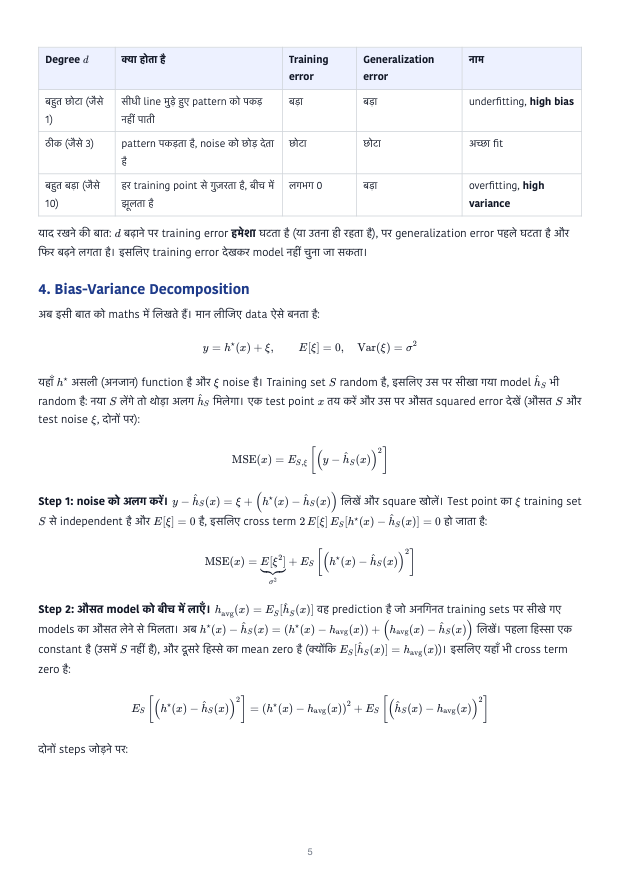 Degree d | क्या होता है | Training error | Generalization error | नाम
बहुत छोटा (जैसे 1) | सीधी line मुड़े हुए pattern को पकड़ नहीं पाती | बड़ा | बड़ा | underfitting, high bias
ठीक (जैसे 3) | pattern पकड़ता है, noise को छोड़ देता है | छोटा | छोटा | अच्छा fit
बहुत बड़ा (जैसे 10) | हर training point से गुज़रता है, बीच में झूलता है | लगभग 0 | बड़ा | overfitting, high variance
याद रखने की बात: d बढ़ाने पर training error हमेशा घटता है (या उतना ही रहता है), पर generalization error पहले घटता है और
फिर बढ़ने लगता है। इसलिए training error देखकर model नहीं चुना जा सकता।
4. Bias-Variance Decomposition
अब इसी बात को maths में लिखते हैं। मान लीजिए data ऐसे बनता है:
y = h*(x) + ξ, E[ξ] = 0, Var(ξ) = σ²
यहाँ h* असली (अनजान) function है और ξ noise है। Training set S random है, इसलिए उस पर सीखा गया model ĥ_S भी
random है: नया S लेंगे तो थोड़ा अलग ĥ_S मिलेगा। एक test point x तय करें और उस पर औसत squared error देखें (औसत S और
test noise ξ, दोनों पर):
MSE(x) = E_{S,ξ} [(y − ĥ_S(x))²]
Step 1: noise को अलग करें। y − ĥ_S(x) = ξ + (h*(x) − ĥ_S(x)) लिखें और square खोलें। Test point का ξ training set
S से independent है और E[ξ] = 0 है, इसलिए cross term 2 E[ξ] E_S[h*(x) − ĥ_S(x)] = 0 हो जाता है:
MSE(x) = E[ξ²] + E_S [(h*(x) − ĥ_S(x))²]
σ²
Step 2: औसत model को बीच में लाएँ। h_avg(x) = E_S[ĥ_S(x)] वह prediction है जो अनगिनत training sets पर सीखे गए
models का औसत लेने से मिलता। अब h*(x) − ĥ_S(x) = (h*(x) − h_avg(x)) + (h_avg(x) − ĥ_S(x)) लिखें। पहला हिस्सा एक
constant है (उसमें S नहीं है), और दूसरे हिस्से का mean zero है (क्योंकि E_S[ĥ_S(x)] = h_avg(x))। इसलिए यहाँ भी cross term
zero है:
E_S [(h*(x) − ĥ_S(x))²] = (h*(x) − h_avg(x))² + E_S [(ĥ_S(x) − h_avg(x))²]
दोनों steps जोड़ने पर:
5